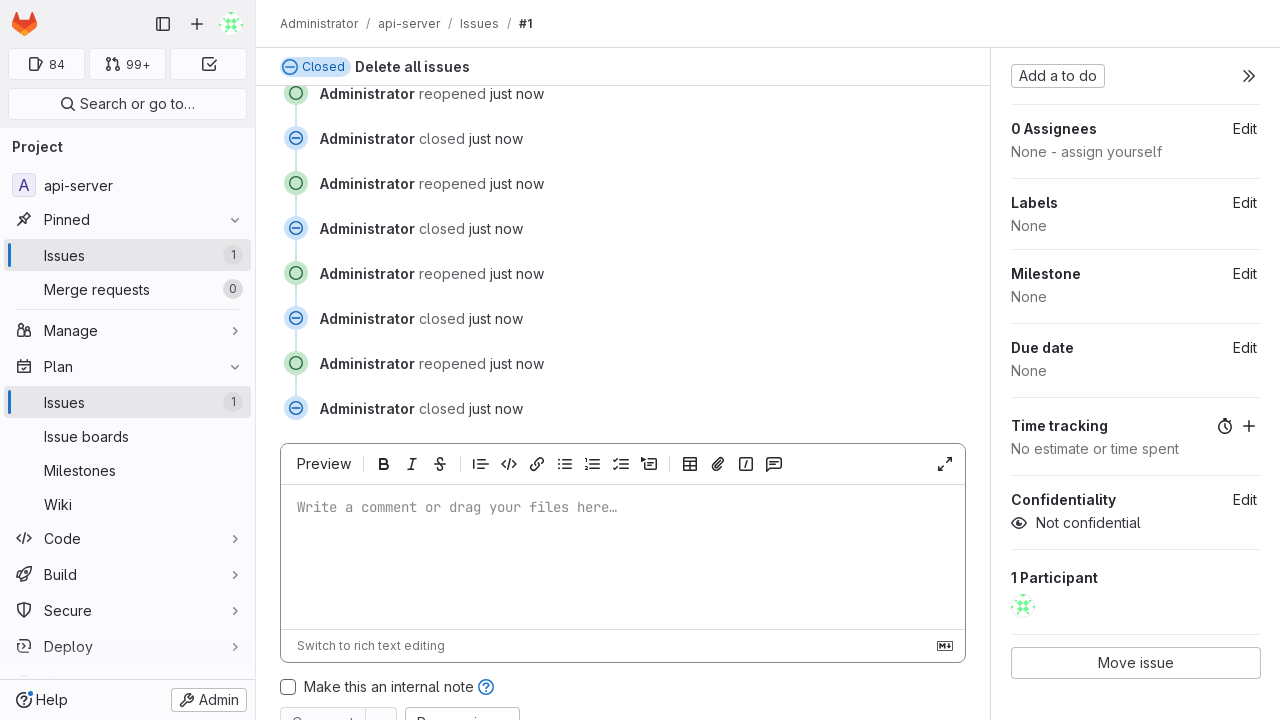 Administrator / api-server / Issues / #1
84
99+
Search or go to…
Project
A api-server
Pinned
Issues 1
Merge requests 0
Manage
Plan
Issues 1
Issue boards
Milestones
Wiki
Code
Build
Secure
Deploy
Help
Admin
Closed Delete all issues
Administrator reopened just now
Administrator closed just now
Administrator reopened just now
Administrator closed just now
Administrator reopened just now
Administrator closed just now
Administrator reopened just now
Administrator closed just now
Preview
Write a comment or drag your files here…
Switch to rich text editing
Make this an internal note
Add a to do
0 Assignees Edit
None - assign yourself
Labels Edit
None
Milestone Edit
None
Due date Edit
None
Time tracking
No estimate or time spent
Confidentiality Edit
Not confidential
1 Participant
Move issue